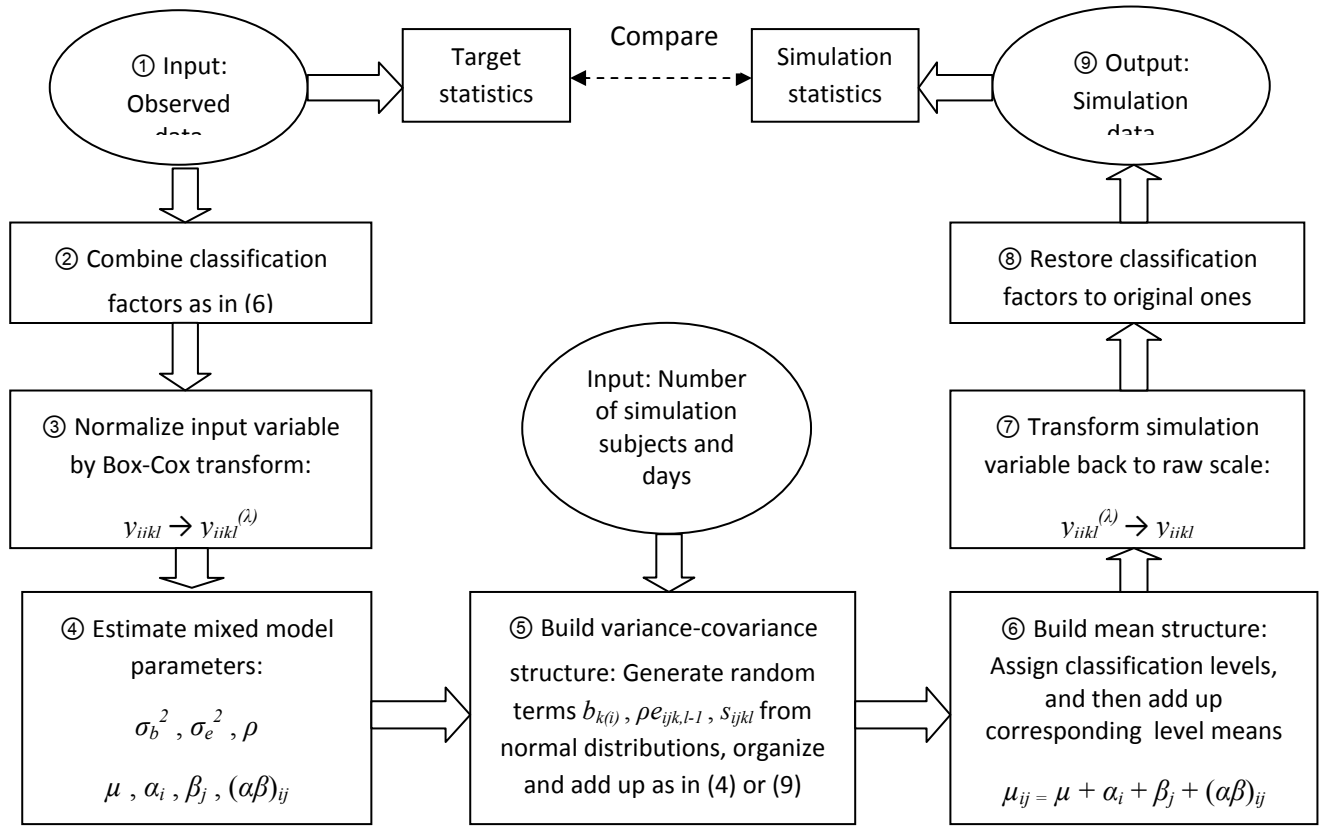 ① Input:
Observed
data
Target
statistics
Compare
Simulation
statistics
⑨ Output:
Simulation
data
② Combine classification
factors as in (6)
③ Normalize input variable
by Box-Cox transform:
yijkl → yijkl(λ)
④ Estimate mixed model
parameters:
σb² , σe² , ρ
μ , αi , βj , (αβ)ij
Input: Number
of simulation
subjects and
days
⑤ Build variance-covariance
structure: Generate random
terms bk(i) , ρeijk,l-1 , sijkl from
normal distributions, organize
and add up as in (4) or (9)
⑥ Build mean structure:
Assign classification levels,
and then add up
corresponding level means
μij = μ + αi + βj + (αβ)ij
⑦ Transform simulation
variable back to raw scale:
yijkl(λ) → yijkl
⑧ Restore classification
factors to original ones